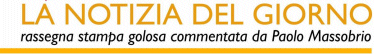 LA NOTIZIA DEL GIORNO
rassegna stampa golosa commentata da Paolo Massobrio